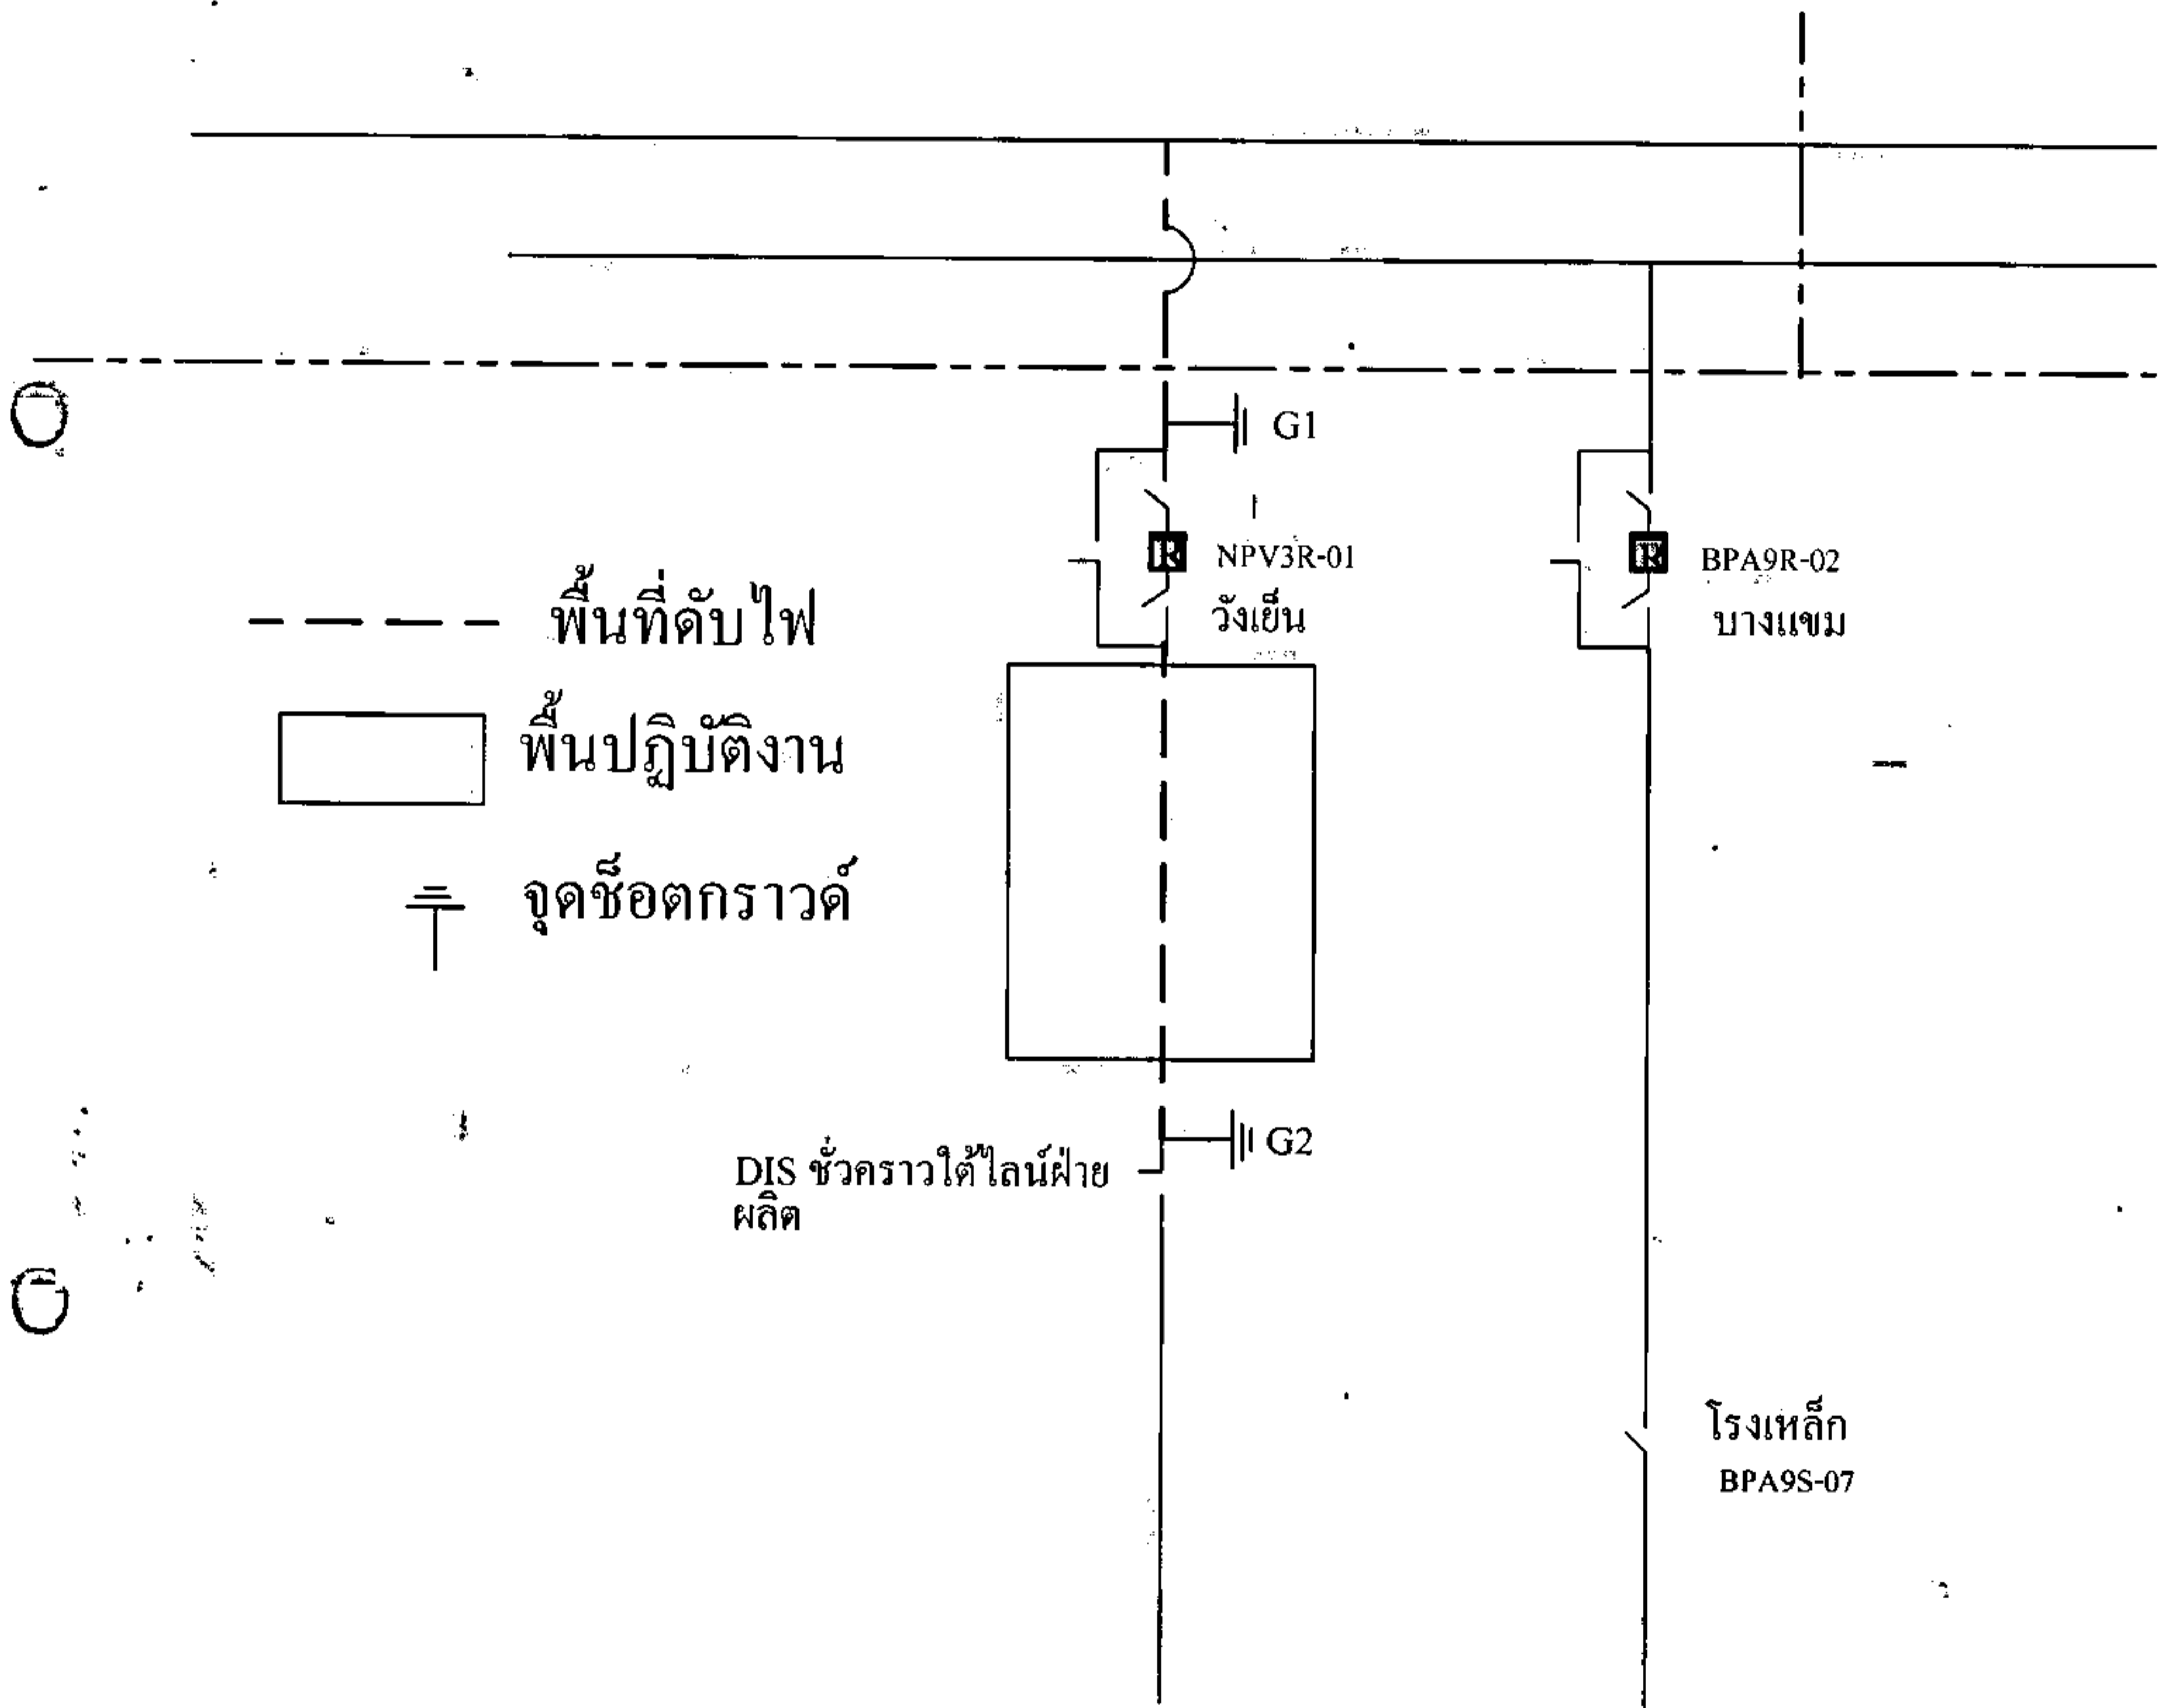 G1
R NPV3R-01
วังเย็น
R BPA9R-02
บางแขม
พื้นที่ดับไฟ
พื้นปฏิบัติงาน
จุดช็อตกราวด์
G2
DIS ชั่วคราวใต้ไลน์ฝ่าย
ผลิต
โรงเหล็ก
BPA9S-07